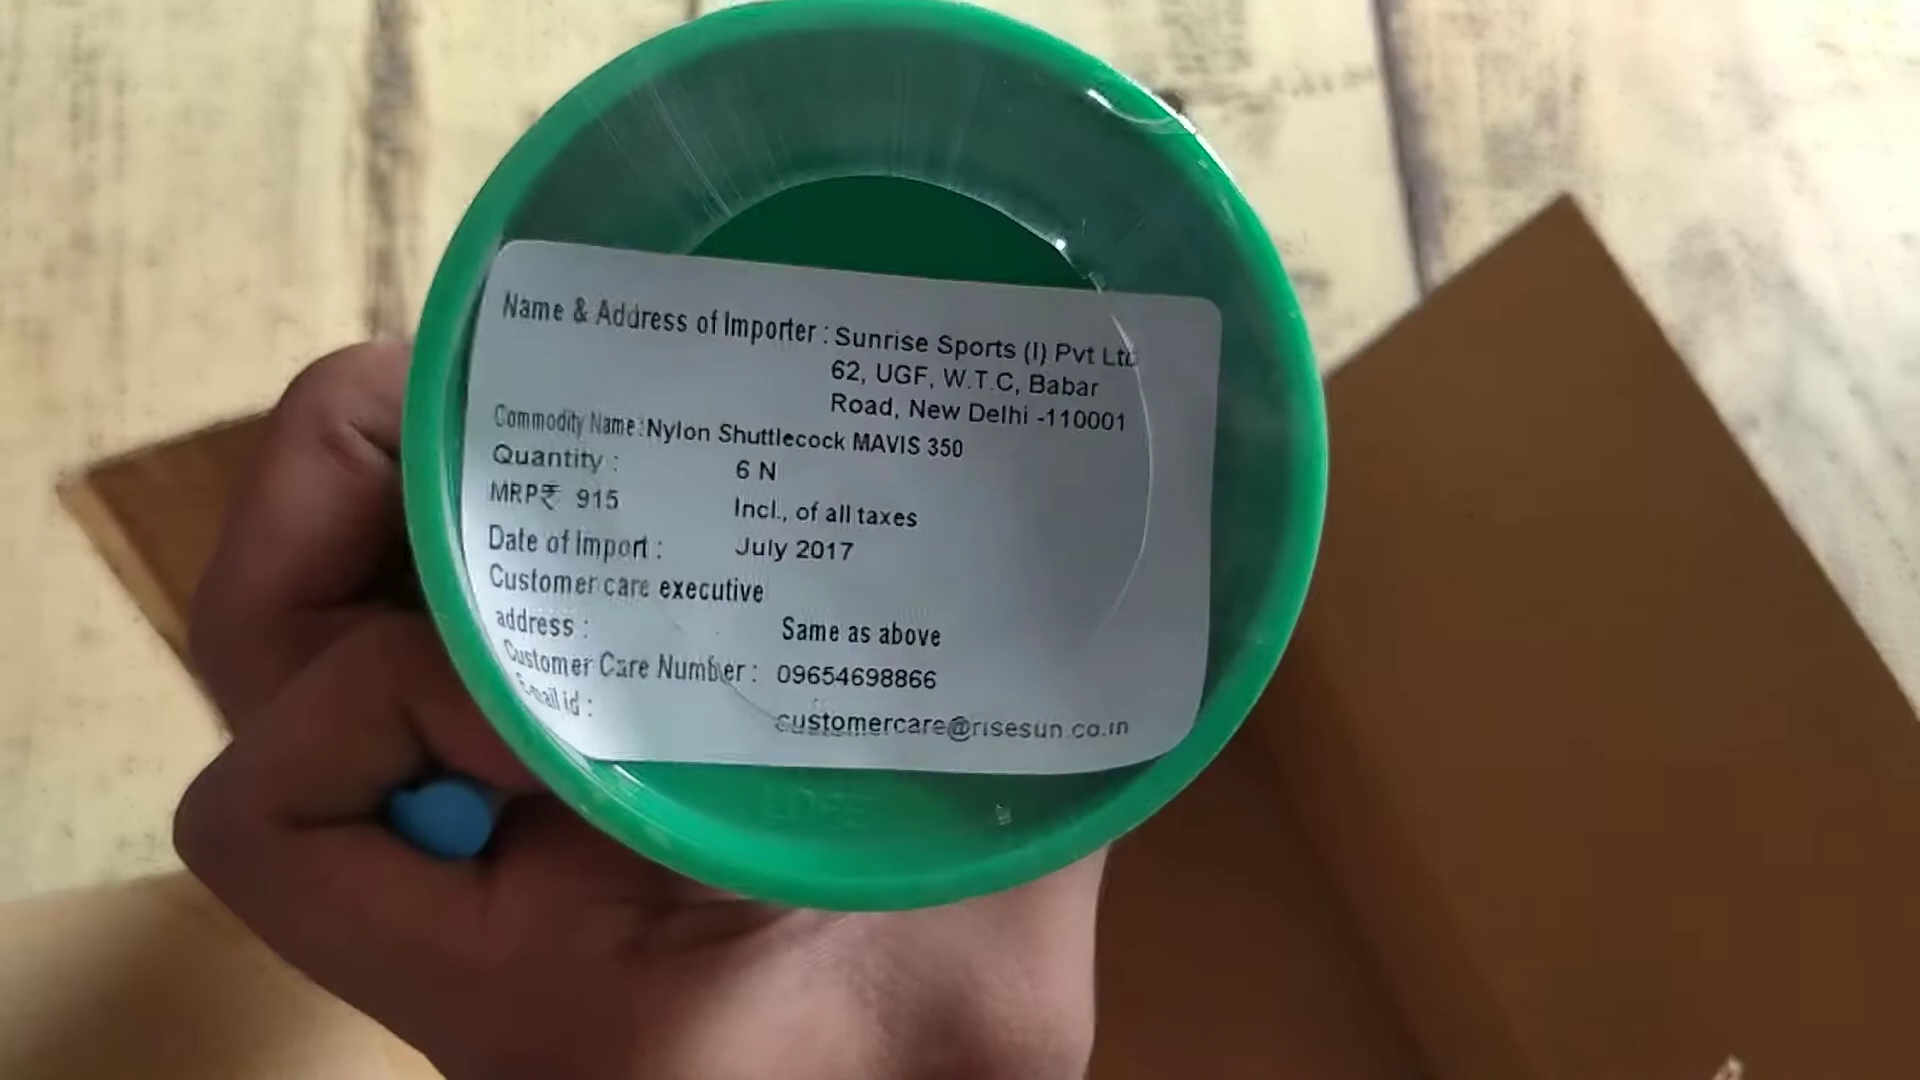 Name & Address of Importer : Sunrise Sports (I) Pvt Ltd
62, UGF, W.T.C, Babar
Road, New Delhi -110001
Commodity Name : Nylon Shuttlecock MAVIS 350
Quantity : 6 N
MRP₹ 915 Incl., of all taxes
Date of Import : July 2017
Customer care executive
address : Same as above
Customer Care Number : 09654698866
E-mail id : customercare@risesun.co.in